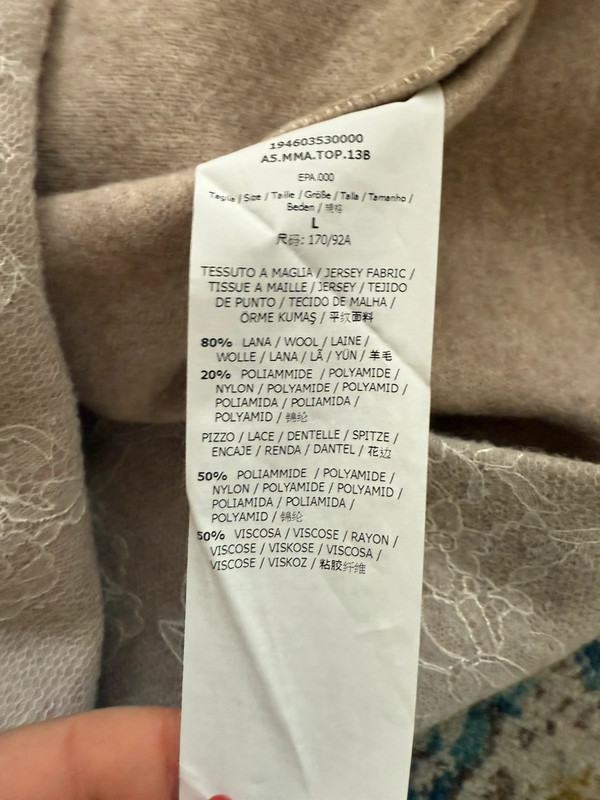 194603530000
A5.MMA.TOP.13B
EPA.000
Taglia / Size / Taille / Größe / Talla / Tamanho /
Beden / 规格
L
尺码: 170/92A
TESSUTO A MAGLIA / JERSEY FABRIC /
TISSUE A MAILLE / JERSEY / TEJIDO
DE PUNTO / TECIDO DE MALHA /
ÖRME KUMAŞ / 平纹面料
80% LANA / WOOL / LAINE /
WOLLE / LANA / LÃ / YÜN / 羊毛
20% POLIAMMIDE / POLYAMIDE /
NYLON / POLYAMIDE / POLYAMID /
POLIAMIDA / POLIAMIDA /
POLYAMID / 锦纶
PIZZO / LACE / DENTELLE / SPITZE /
ENCAJE / RENDA / DANTEL / 花边
50% POLIAMMIDE / POLYAMIDE /
NYLON / POLYAMIDE / POLYAMID /
POLIAMIDA / POLIAMIDA /
POLYAMID / 锦纶
50% VISCOSA / VISCOSE / RAYON /
VISCOSE / VISKOSE / VISCOSA /
VISCOSE / VISKOZ / 粘胶纤维